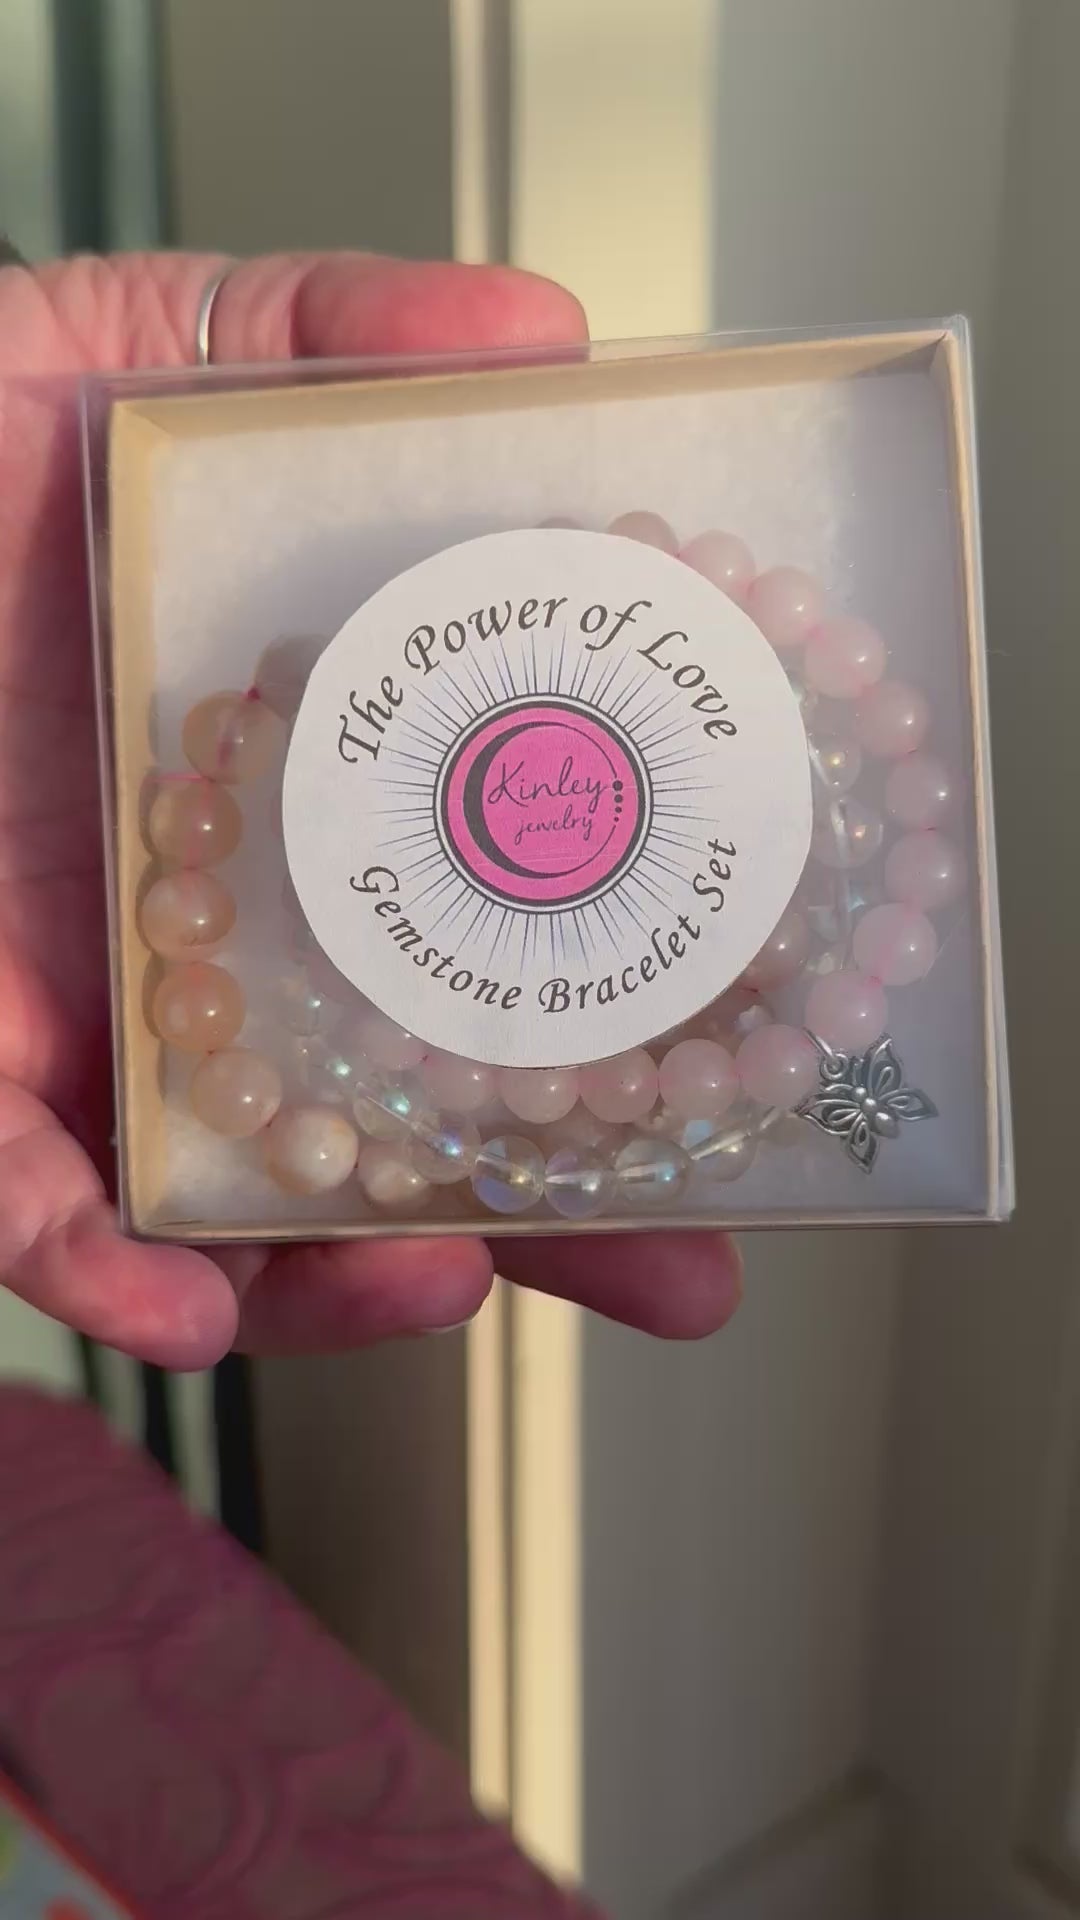 The Power of Love
Kinley
jewelry
Gemstone Bracelet Set